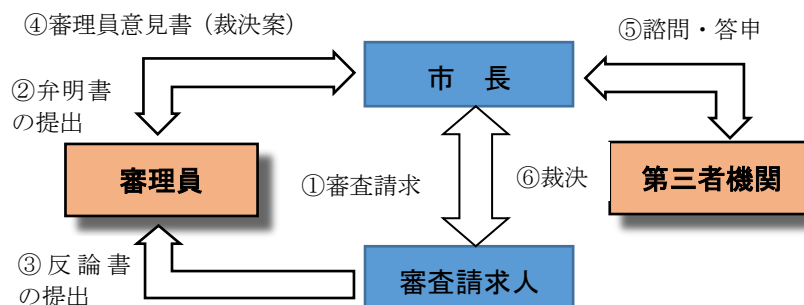 ④審理員意見書（裁決案）
⑤諮問・答申
市　長
②弁明書
の提出
審理員
①審査請求
⑥裁決
第三者機関
③反論書
の提出
審査請求人